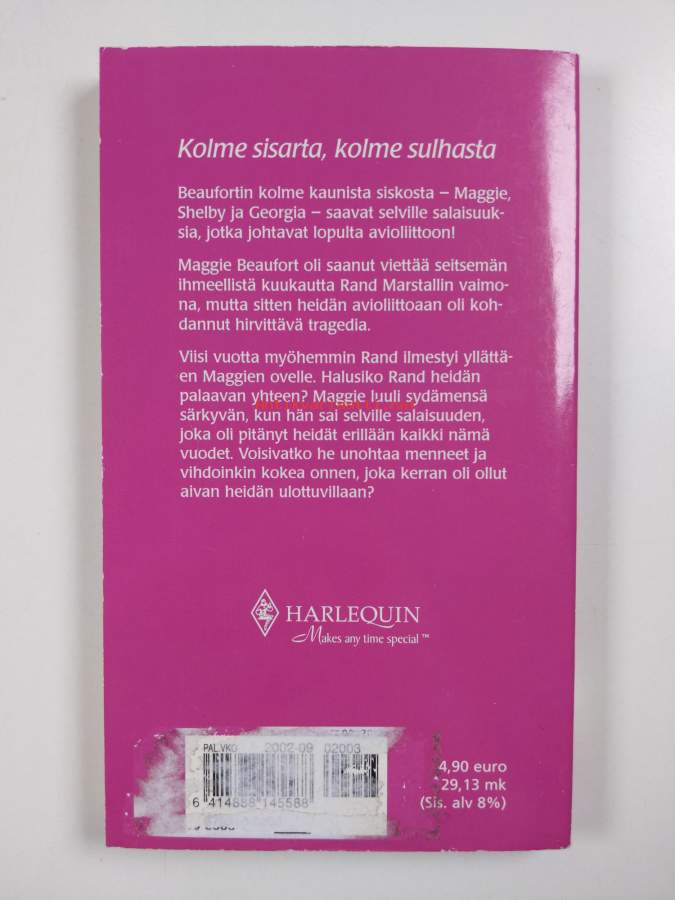 Kolme sisarta, kolme sulhasta
Beaufortin kolme kaunista siskosta – Maggie,
Shelby ja Georgia – saavat selville salaisuuk-
sia, jotka johtavat lopulta avioliittoon!
Maggie Beaufort oli saanut viettää seitsemän
ihmeellistä kuukautta Rand Marstallin vaimo-
na, mutta sitten heidän avioliittoaan oli koh-
dannut hirvittävä tragedia.
Viisi vuotta myöhemmin Rand ilmestyi yllättä-
en Maggien ovelle. Halusiko Rand heidän
palaavan yhteen? Maggie luuli sydämensä
särkyvän, kun hän sai selville salaisuuden,
joka oli pitänyt heidät erillään kaikki nämä
vuodet. Voisivatko he unohtaa menneet ja
vihdoinkin kokea onnen, joka kerran oli ollut
aivan heidän ulottuvillaan?
HARLEQUIN
Makes any time special ™
PAL.VKO 2002-09 02003
6 414888 145588
4,90 euro
29,13 mk
(Sis. alv 8%)